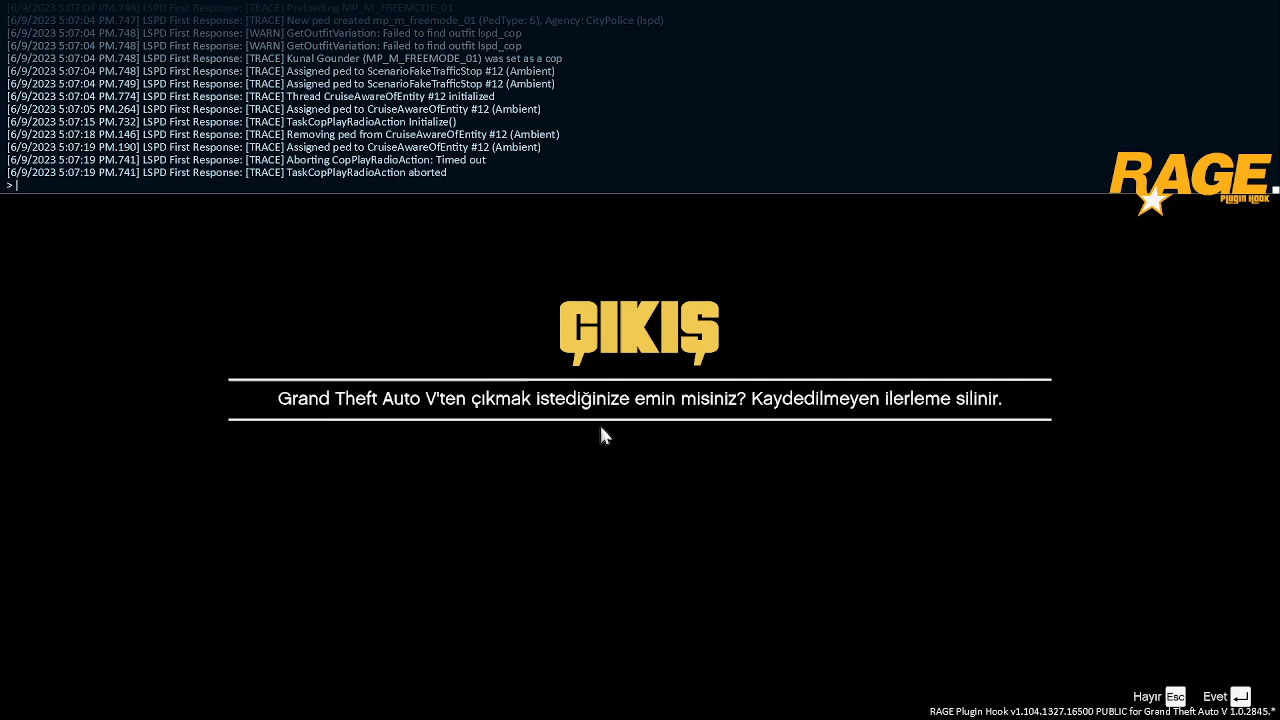 [6/9/2023 5:07:04 PM.746] LSPD First Response: [TRACE] Preloading MP_M_FREEMODE_01
[6/9/2023 5:07:04 PM.747] LSPD First Response: [TRACE] New ped created mp_m_freemode_01 (PedType: 6), Agency: CityPolice (lspd)
[6/9/2023 5:07:04 PM.748] LSPD First Response: [WARN] GetOutfitVariation: Failed to find outfit lspd_cop
[6/9/2023 5:07:04 PM.748] LSPD First Response: [WARN] GetOutfitVariation: Failed to find outfit lspd_cop
[6/9/2023 5:07:04 PM.748] LSPD First Response: [TRACE] Kunal Gounder (MP_M_FREEMODE_01) was set as a cop
[6/9/2023 5:07:04 PM.748] LSPD First Response: [TRACE] Assigned ped to ScenarioFakeTrafficStop #12 (Ambient)
[6/9/2023 5:07:04 PM.749] LSPD First Response: [TRACE] Assigned ped to ScenarioFakeTrafficStop #12 (Ambient)
[6/9/2023 5:07:04 PM.774] LSPD First Response: [TRACE] Thread CruiseAwareOfEntity #12 initialized
[6/9/2023 5:07:05 PM.264] LSPD First Response: [TRACE] Assigned ped to CruiseAwareOfEntity #12 (Ambient)
[6/9/2023 5:07:15 PM.732] LSPD First Response: [TRACE] TaskCopPlayRadioAction Initialize()
[6/9/2023 5:07:18 PM.146] LSPD First Response: [TRACE] Removing ped from CruiseAwareOfEntity #12 (Ambient)
[6/9/2023 5:07:19 PM.190] LSPD First Response: [TRACE] Assigned ped to CruiseAwareOfEntity #12 (Ambient)
[6/9/2023 5:07:19 PM.741] LSPD First Response: [TRACE] Aborting CopPlayRadioAction: Timed out
[6/9/2023 5:07:19 PM.741] LSPD First Response: [TRACE] TaskCopPlayRadioAction aborted
> |
RAGE.
PLUGIN HOOK
ÇIKIŞ
Grand Theft Auto V'ten çıkmak istediğinize emin misiniz? Kaydedilmeyen ilerleme silinir.
Hayır Esc Evet
RAGE Plugin Hook v1.104.1327.16500 PUBLIC for Grand Theft Auto V 1.0.2845.*